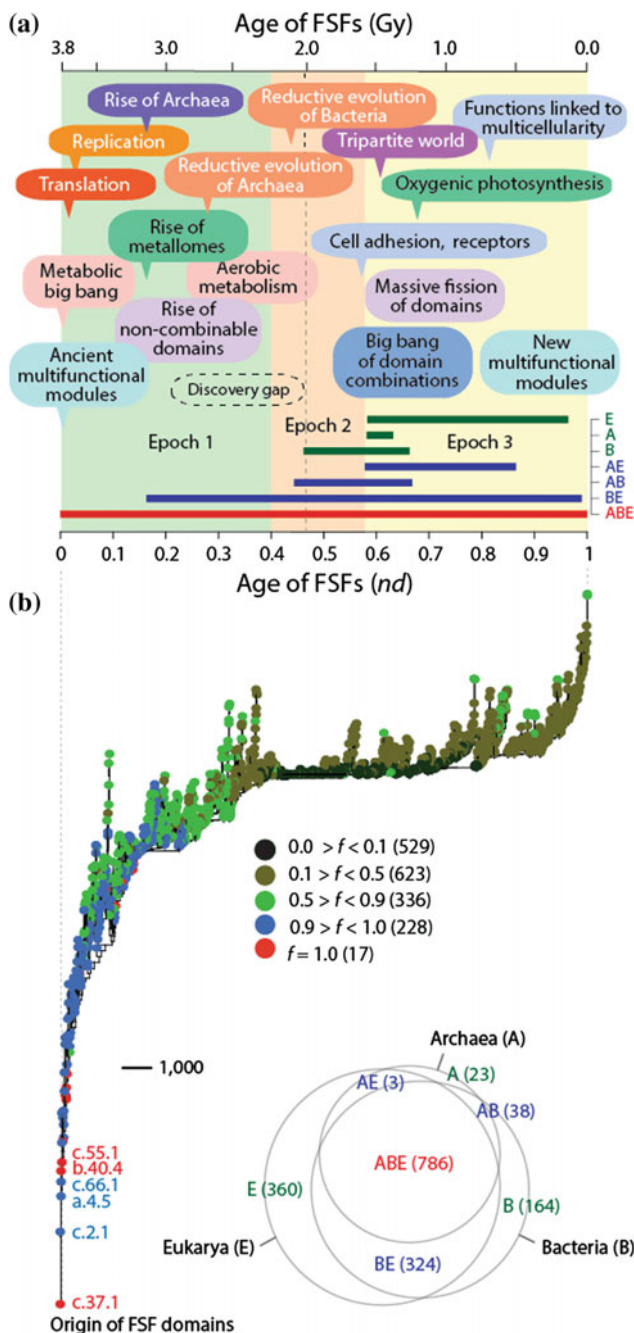 (a)
Age of FSFs (Gy)
3.8
3.0
2.0
1.0
0.0
Rise of Archaea
Reductive evolution
of Bacteria
Functions linked to
multicellularity
Replication
Tripartite world
Translation
Reductive evolution
of Archaea
Oxygenic photosynthesis
Rise of
metallomes
Cell adhesion, receptors
Metabolic
big bang
Aerobic
metabolism
Massive fission
of domains
Rise of
non-combinable
domains
Ancient
multifunctional
modules
Big bang
of domain
combinations
New
multifunctional
modules
Discovery gap
Epoch 1
Epoch 2
Epoch 3
E
A
B
AE
AB
BE
ABE
0 0.1 0.2 0.3 0.4 0.5 0.6 0.7 0.8 0.9 1
Age of FSFs (nd)
(b)
0.0 > f < 0.1 (529)
0.1 > f < 0.5 (623)
0.5 > f < 0.9 (336)
0.9 > f < 1.0 (228)
f = 1.0 (17)
1,000
c.55.1
b.40.4
c.66.1
a.4.5
c.2.1
c.37.1
Origin of FSF domains
Archaea (A)
AE (3)
A (23)
AB (38)
ABE (786)
E (360)
B (164)
Eukarya (E)
BE (324)
Bacteria (B)